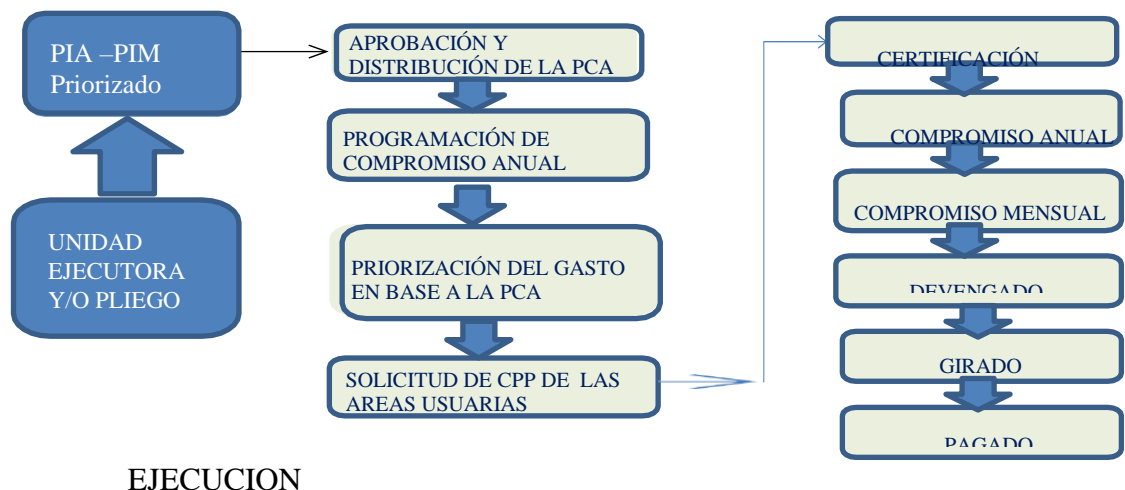 PIA –PIM
Priorizado
UNIDAD
EJECUTORA
Y/O PLIEGO
APROBACIÓN Y
DISTRIBUCIÓN DE LA PCA
PROGRAMACIÓN DE
COMPROMISO ANUAL
PRIORIZACIÓN DEL GASTO
EN BASE A LA PCA
SOLICITUD DE CPP DE LAS
AREAS USUARIAS
CERTIFICACIÓN
COMPROMISO ANUAL
COMPROMISO MENSUAL
DEVENGADO
GIRADO
PAGADO
EJECUCION